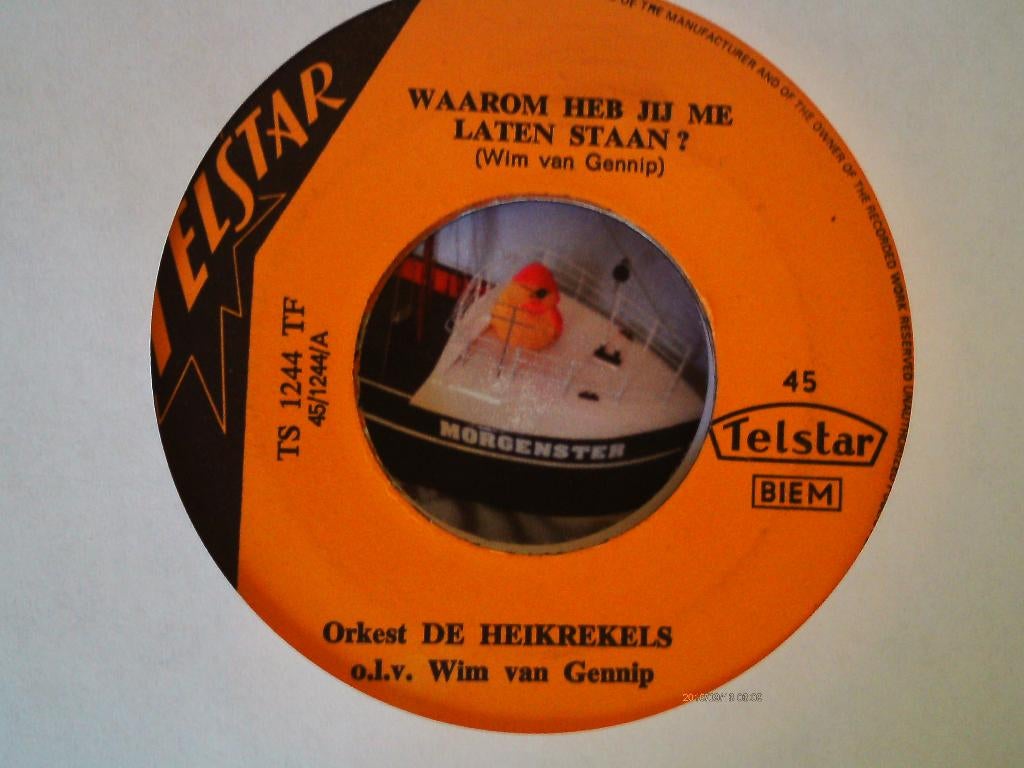 OF THE MANUFACTURER AND OF THE OWNER OF THE RECORDED WORK RESERVED
TELSTAR
WAAROM HEB JIJ ME
LATEN STAAN?
(Wim van Gennip)
TS 1244 TF
45/1244/A
MORGENSTER
45
Telstar
BIEM
Orkest DE HEIKREKELS
o.l.v. Wim van Gennip